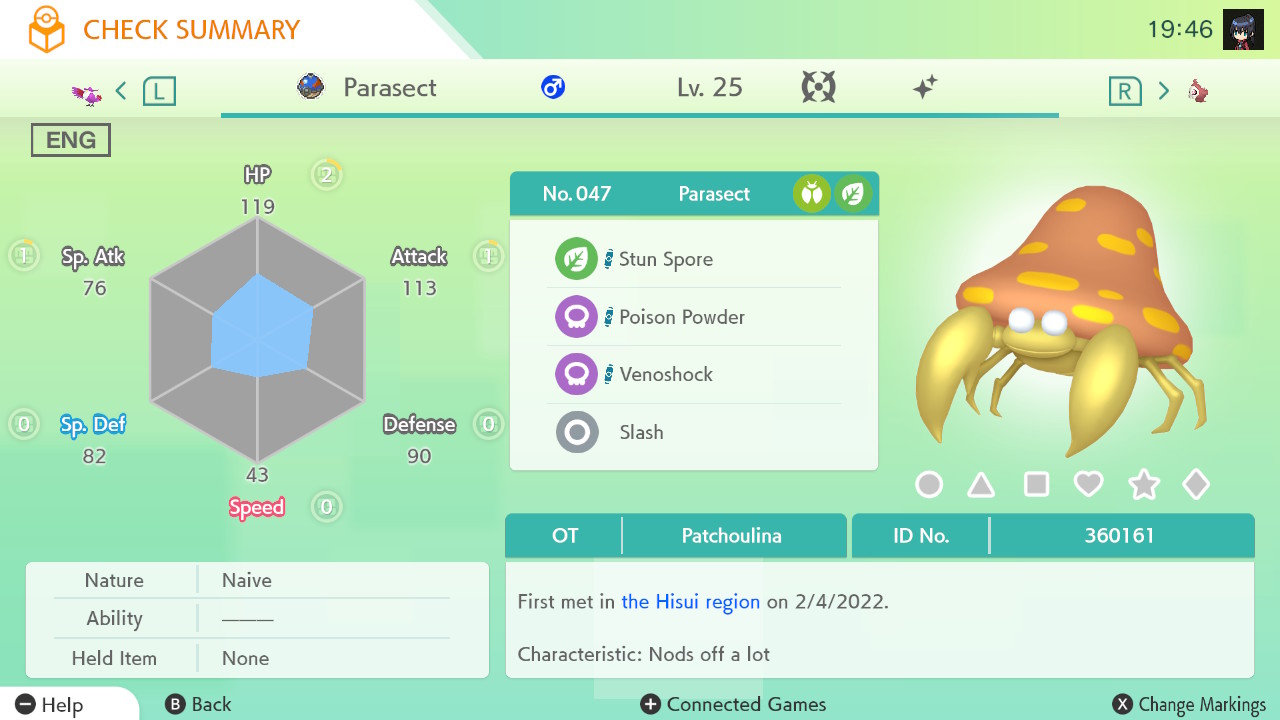 CHECK SUMMARY
19:46
L
Parasect
Lv. 25
R
ENG
HP
2
119
1
Sp. Atk
76
Attack
1
113
0
Sp. Def
82
Defense
0
90
43
Speed
0
No. 047 Parasect
Stun Spore
Poison Powder
Venoshock
Slash
OT Patchoulina
ID No. 360161
First met in the Hisui region on 2/4/2022.
Characteristic: Nods off a lot
Nature Naive
Ability ———
Held Item None
Help
B Back
Connected Games
X Change Markings